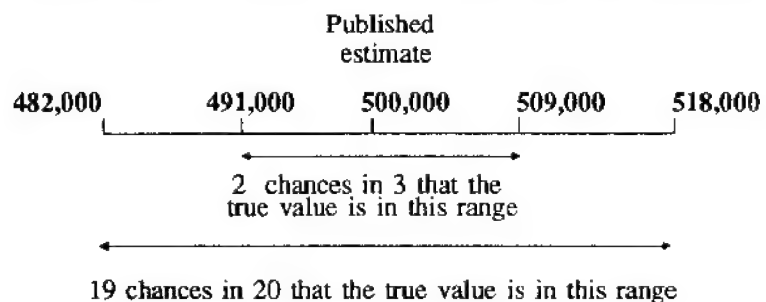 Published
estimate
482,000 491,000 500,000 509,000 518,000
2 chances in 3 that the
true value is in this range
19 chances in 20 that the true value is in this range